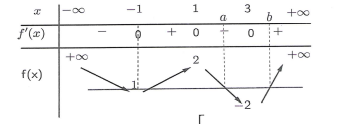 x −∞ −1 1 a 3 b +∞
f'(x) − 0 + 0 − 0 +
+∞ 2 +∞
f(x) 1 −2
Γ